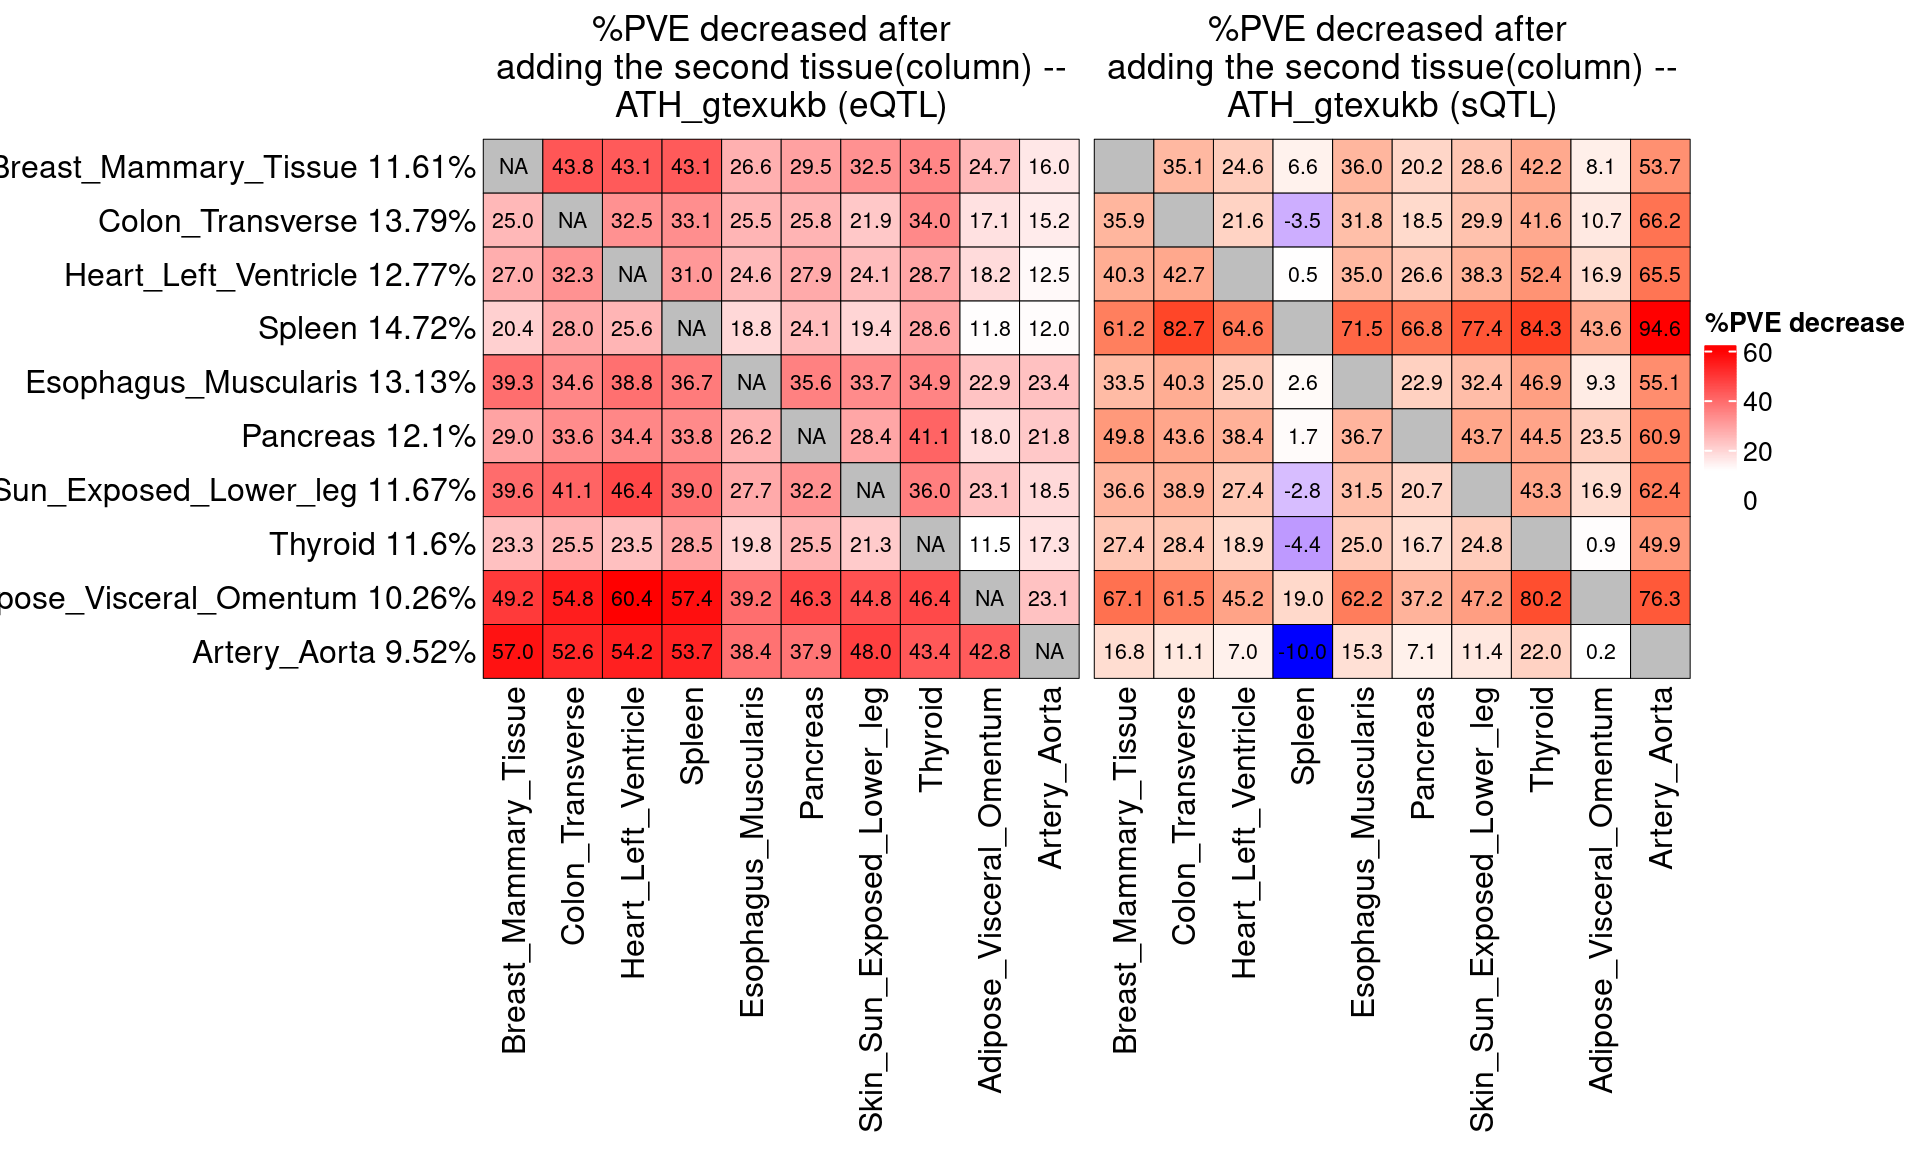 %PVE decreased after
adding the second tissue(column) --
ATH_gtexukb (eQTL)
%PVE decreased after
adding the second tissue(column) --
ATH_gtexukb (sQTL)
Breast_Mammary_Tissue 11.61% NA 43.8 43.1 43.1 26.6 29.5 32.5 34.5 24.7 16.0 35.1 24.6 6.6 36.0 20.2 28.6 42.2 8.1 53.7
Colon_Transverse 13.79% 25.0 NA 32.5 33.1 25.5 25.8 21.9 34.0 17.1 15.2 35.9 21.6 -3.5 31.8 18.5 29.9 41.6 10.7 66.2
Heart_Left_Ventricle 12.77% 27.0 32.3 NA 31.0 24.6 27.9 24.1 28.7 18.2 12.5 40.3 42.7 0.5 35.0 26.6 38.3 52.4 16.9 65.5
Spleen 14.72% 20.4 28.0 25.6 NA 18.8 24.1 19.4 28.6 11.8 12.0 61.2 82.7 64.6 71.5 66.8 77.4 84.3 43.6 94.6
Esophagus_Muscularis 13.13% 39.3 34.6 38.8 36.7 NA 35.6 33.7 34.9 22.9 23.4 33.5 40.3 25.0 2.6 22.9 32.4 46.9 9.3 55.1
Pancreas 12.1% 29.0 33.6 34.4 33.8 26.2 NA 28.4 41.1 18.0 21.8 49.8 43.6 38.4 1.7 36.7 43.7 44.5 23.5 60.9
Sun_Exposed_Lower_leg 11.67% 39.6 41.1 46.4 39.0 27.7 32.2 NA 36.0 23.1 18.5 36.6 38.9 27.4 -2.8 31.5 20.7 43.3 16.9 62.4
Thyroid 11.6% 23.3 25.5 23.5 28.5 19.8 25.5 21.3 NA 11.5 17.3 27.4 28.4 18.9 -4.4 25.0 16.7 24.8 0.9 49.9
pose_Visceral_Omentum 10.26% 49.2 54.8 60.4 57.4 39.2 46.3 44.8 46.4 NA 23.1 67.1 61.5 45.2 19.0 62.2 37.2 47.2 80.2 76.3
Artery_Aorta 9.52% 57.0 52.6 54.2 53.7 38.4 37.9 48.0 43.4 42.8 NA 16.8 11.1 7.0 -10.0 15.3 7.1 11.4 22.0 0.2
Breast_Mammary_Tissue
Colon_Transverse
Heart_Left_Ventricle
Spleen
Esophagus_Muscularis
Pancreas
Skin_Sun_Exposed_Lower_leg
Thyroid
Adipose_Visceral_Omentum
Artery_Aorta
Breast_Mammary_Tissue
Colon_Transverse
Heart_Left_Ventricle
Spleen
Esophagus_Muscularis
Pancreas
Skin_Sun_Exposed_Lower_leg
Thyroid
Adipose_Visceral_Omentum
Artery_Aorta
%PVE decrease
60
40
20
0